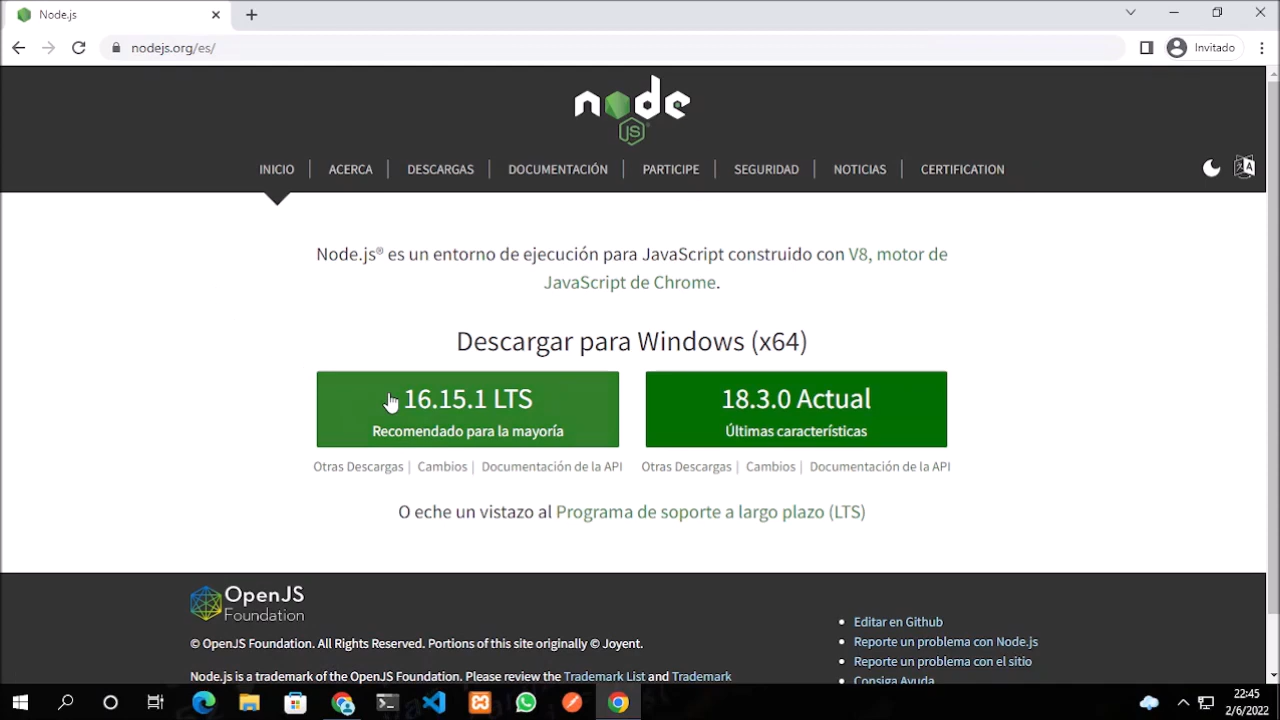 Node.js
nodejs.org/es/
Invitado
node
JS
INICIO | ACERCA | DESCARGAS | DOCUMENTACIÓN | PARTICIPE | SEGURIDAD | NOTICIAS | CERTIFICATION
Node.js® es un entorno de ejecución para JavaScript construido con V8, motor de
JavaScript de Chrome.
Descargar para Windows (x64)
16.15.1 LTS
Recomendado para la mayoría
18.3.0 Actual
Últimas características
Otras Descargas | Cambios | Documentación de la API
Otras Descargas | Cambios | Documentación de la API
O eche un vistazo al Programa de soporte a largo plazo (LTS)
OpenJS
Foundation
© OpenJS Foundation. All Rights Reserved. Portions of this site originally © Joyent.
Node.js is a trademark of the OpenJS Foundation. Please review the Trademark List and Trademark
Editar en Github
Reporte un problema con Node.js
Reporte un problema con el sitio
Consiga Ayuda
22:45
2/6/2022